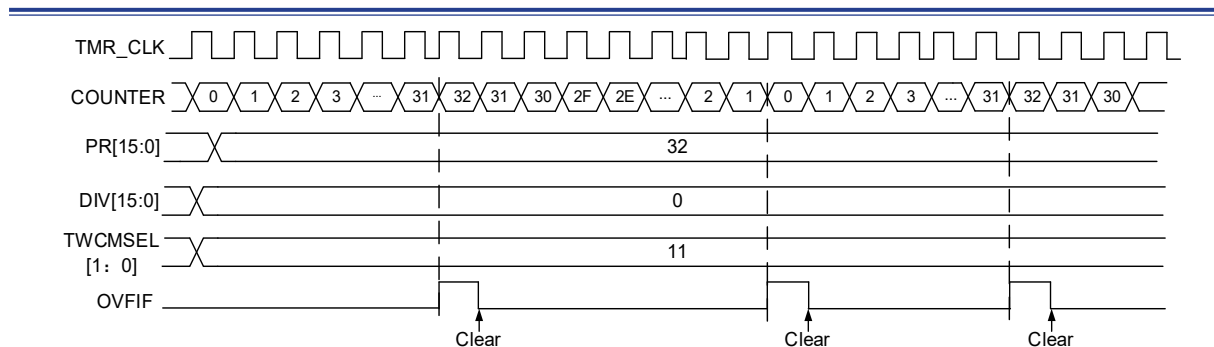 TMR_CLK
COUNTER 0 1 2 3 ... 31 32 31 30 2F 2E ... 2 1 0 1 2 3 ... 31 32 31 30
PR[15:0] 32
DIV[15:0] 0
TWCMSEL
[1：0] 11
OVFIF
Clear Clear Clear